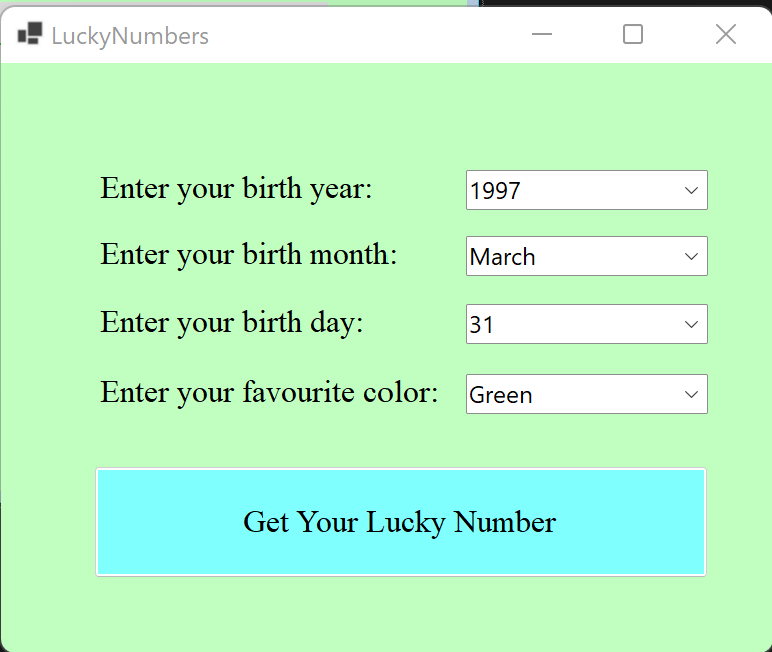 LuckyNumbers
Enter your birth year: 1997
Enter your birth month: March
Enter your birth day: 31
Enter your favourite color: Green
Get Your Lucky Number